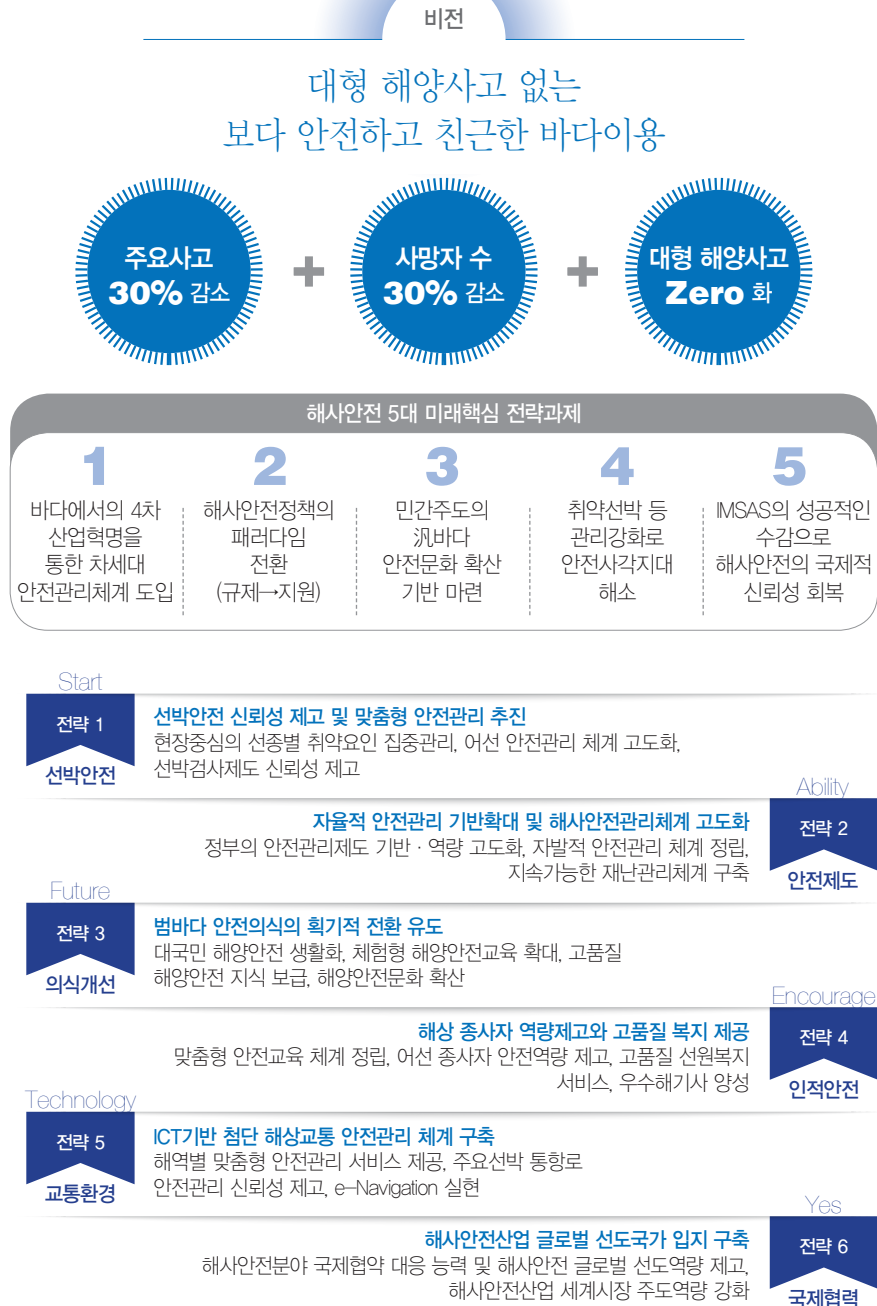 비전
대형 해양사고 없는
보다 안전하고 친근한 바다이용
주요사고
30% 감소
+
사망자 수
30% 감소
+
대형 해양사고
Zero 화
해사안전 5대 미래핵심 전략과제
1
바다에서의 4차
산업혁명을
통한 차세대
안전관리체계 도입
2
해사안전정책의
패러다임
전환
(규제→지원)
3
민간주도의
汎바다
안전문화 확산
기반 마련
4
취약선박 등
관리강화로
안전사각지대
해소
5
IMSAS의 성공적인
수감으로
해사안전의 국제적
신뢰성 회복
Start
전략 1
선박안전
선박안전 신뢰성 제고 및 맞춤형 안전관리 추진
현장중심의 선종별 취약요인 집중관리, 어선 안전관리 체계 고도화,
선박검사제도 신뢰성 제고
Ability
전략 2
안전제도
자율적 안전관리 기반확대 및 해사안전관리체계 고도화
정부의 안전관리제도 기반 · 역량 고도화, 자발적 안전관리 체계 정립,
지속가능한 재난관리체계 구축
Future
전략 3
의식개선
범바다 안전의식의 획기적 전환 유도
대국민 해양안전 생활화, 체험형 해양안전교육 확대, 고품질
해양안전 지식 보급, 해양안전문화 확산
Encourage
전략 4
인적안전
해상 종사자 역량제고와 고품질 복지 제공
맞춤형 안전교육 체계 정립, 어선 종사자 안전역량 제고, 고품질 선원복지
서비스, 우수해기사 양성
Technology
전략 5
교통환경
ICT기반 첨단 해상교통 안전관리 체계 구축
해역별 맞춤형 안전관리 서비스 제공, 주요선박 통항로
안전관리 신뢰성 제고, e-Navigation 실현
Yes
전략 6
국제협력
해사안전산업 글로벌 선도국가 입지 구축
해사안전분야 국제협약 대응 능력 및 해사안전 글로벌 선도역량 제고,
해사안전산업 세계시장 주도역량 강화